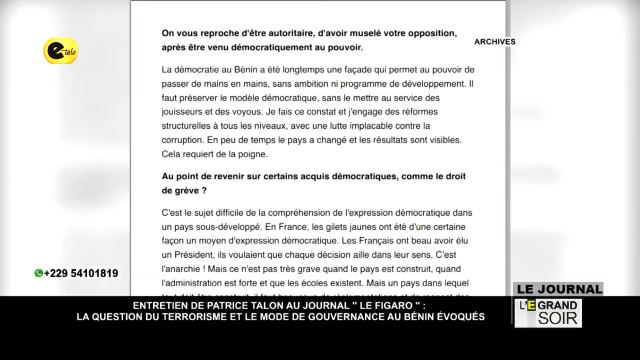 e-télé
On vous reproche d'être autoritaire, d'avoir muselé votre opposition,
après être venu démocratiquement au pouvoir.
ARCHIVES
La démocratie au Bénin a été longtemps une façade qui permet au pouvoir de
passer de mains en mains, sans ambition ni programme de développement. Il
faut préserver le modèle démocratique, sans le mettre au service des
jouisseurs et des voyous. Je fais ce constat et j'engage des réformes
structurelles à tous les niveaux, avec une lutte implacable contre la
corruption. En peu de temps le pays a changé et les résultats sont visibles.
Cela requiert de la poigne.
Au point de revenir sur certains acquis démocratiques, comme le droit
de grève ?
C'est le sujet difficile de la compréhension de l'expression démocratique dans
un pays sous-développé. En France, les gilets jaunes ont été d'une certaine
façon un moyen d'expression démocratique. Les Français ont beau avoir élu
un Président, ils voulaient que chaque décision aille dans leur sens. C'est
l'anarchie ! Mais ce n'est pas très grave quand le pays est construit, quand
l'administration est forte et que les écoles existent. Mais un pays dans lequel
+229 54101819
LE JOURNAL
L'E GRAND
SOIR
ENTRETIEN DE PATRICE TALON AU JOURNAL " LE FIGARO " :
LA QUESTION DU TERRORISME ET LE MODE DE GOUVERNANCE AU BÉNIN ÉVOQUÉS